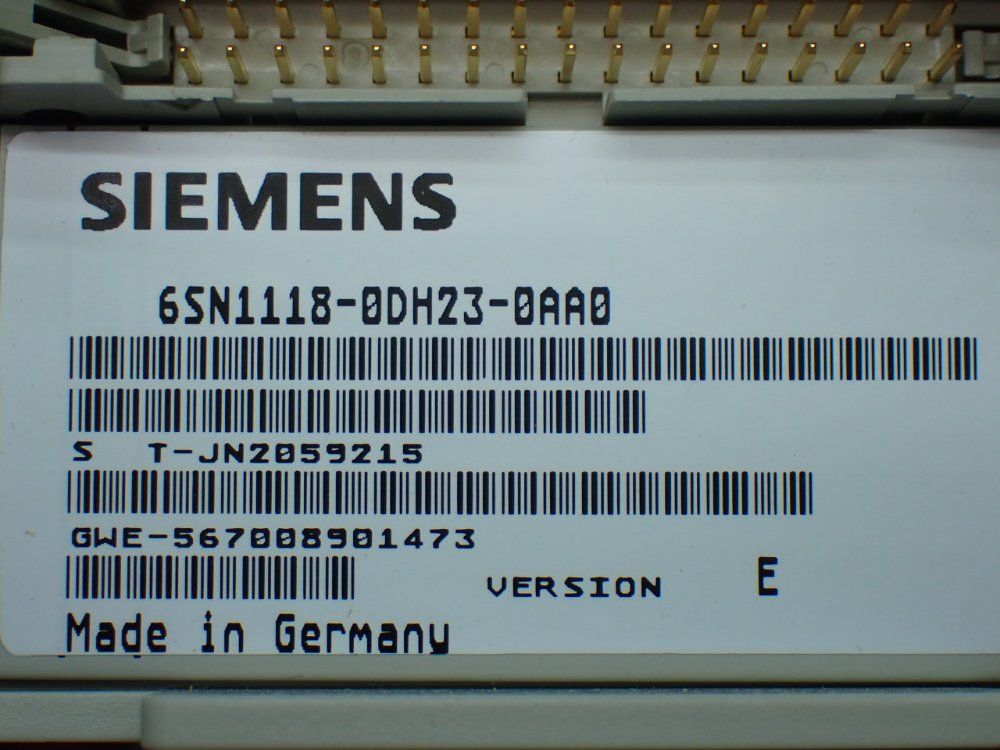 SIEMENS
6SN1118-0DH23-0AA0
S T-JN2059215
GWE-567008901473
VERSION E
Made in Germany